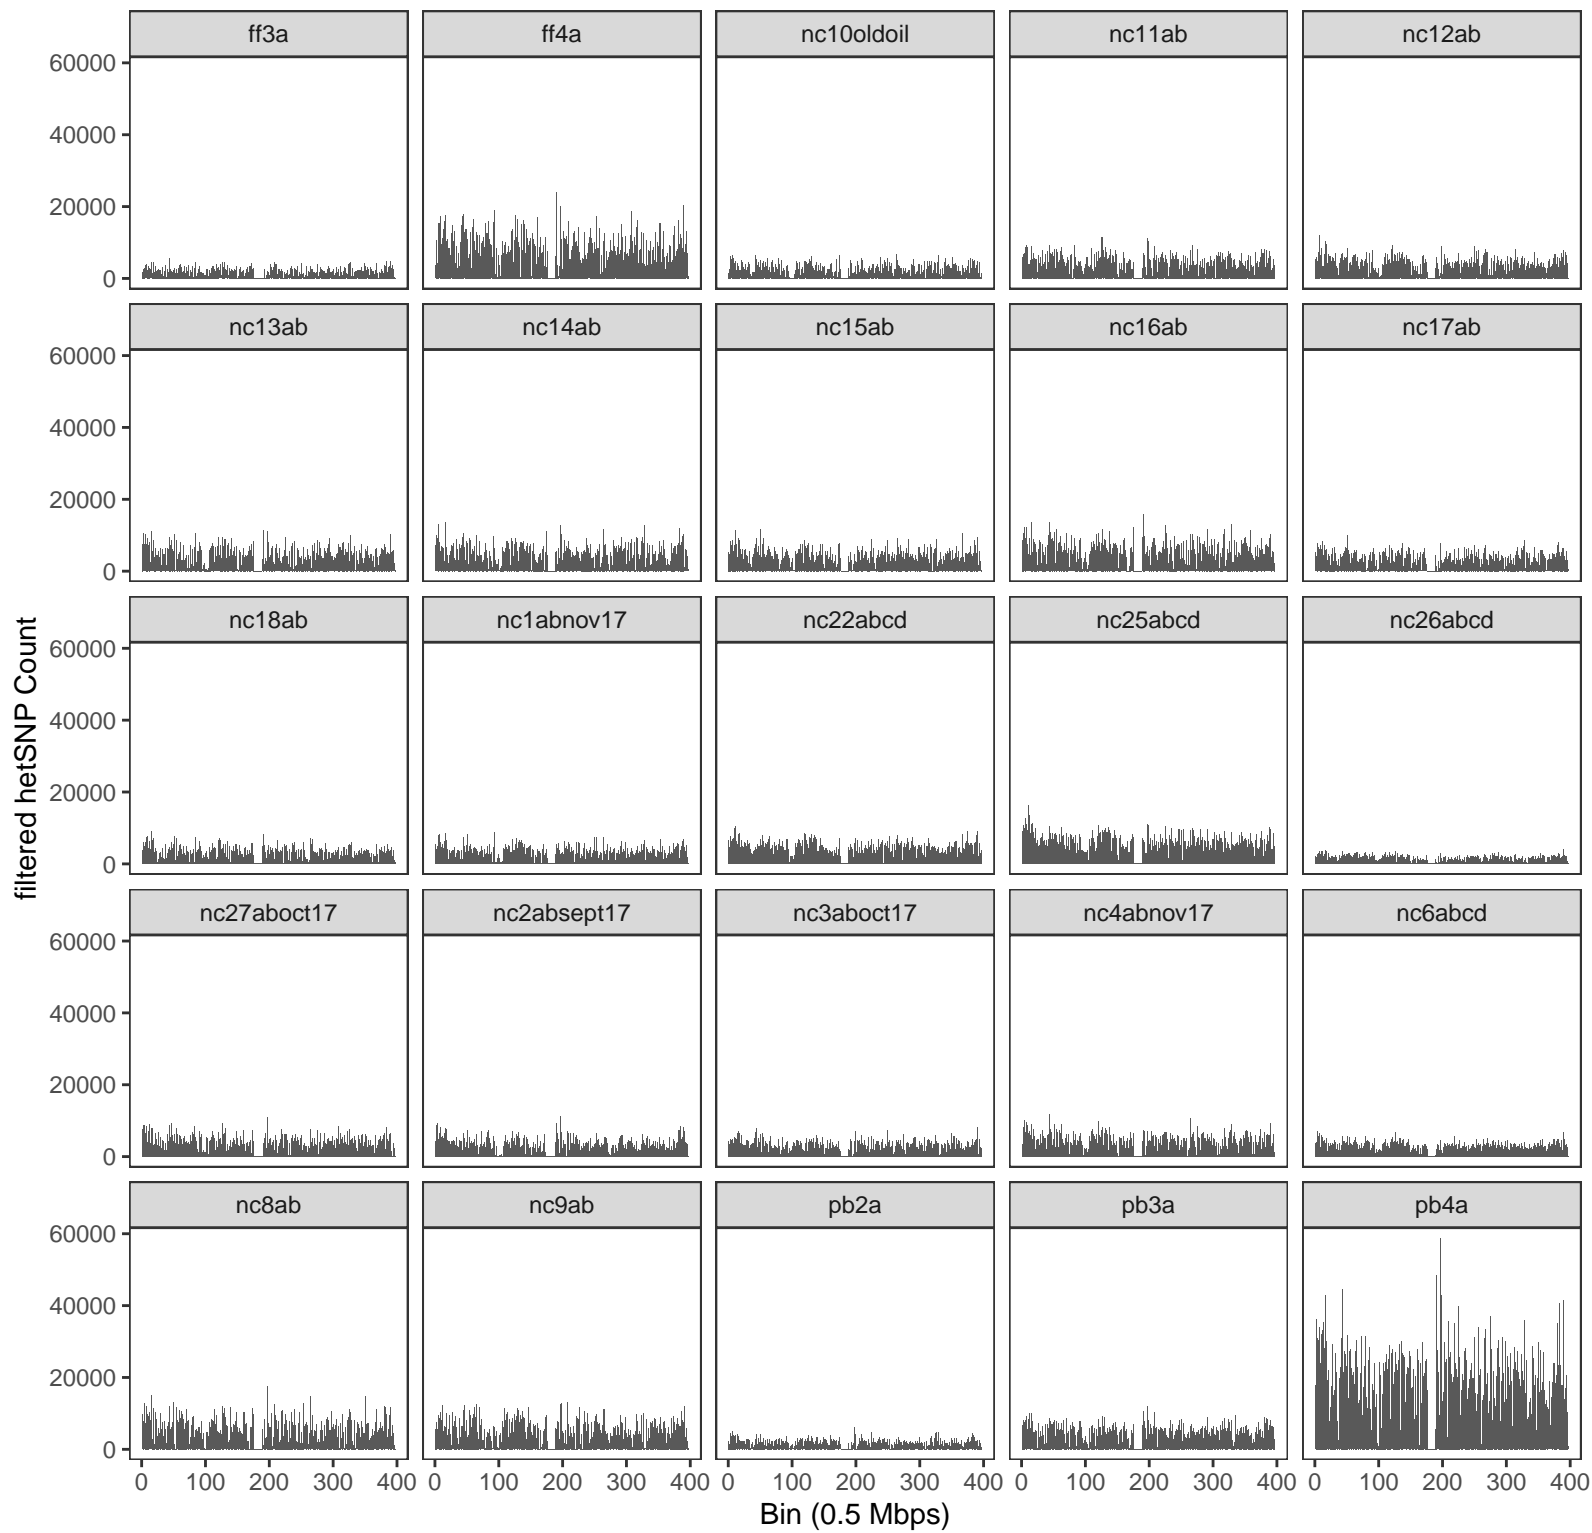 ff3a ff4a nc10oldoil nc11ab nc12ab
60000
40000
20000
0
nc13ab nc14ab nc15ab nc16ab nc17ab
60000
40000
20000
0
nc18ab nc1abnov17 nc22abcd nc25abcd nc26abcd
60000
40000
20000
0
nc27aboct17 nc2absept17 nc3aboct17 nc4abnov17 nc6abcd
60000
40000
20000
0
nc8ab nc9ab pb2a pb3a pb4a
60000
40000
20000
0
0 100 200 300 400 0 100 200 300 400 0 100 200 300 400 0 100 200 300 400 0 100 200 300 400
Bin (0.5 Mbps)
filtered hetSNP Count